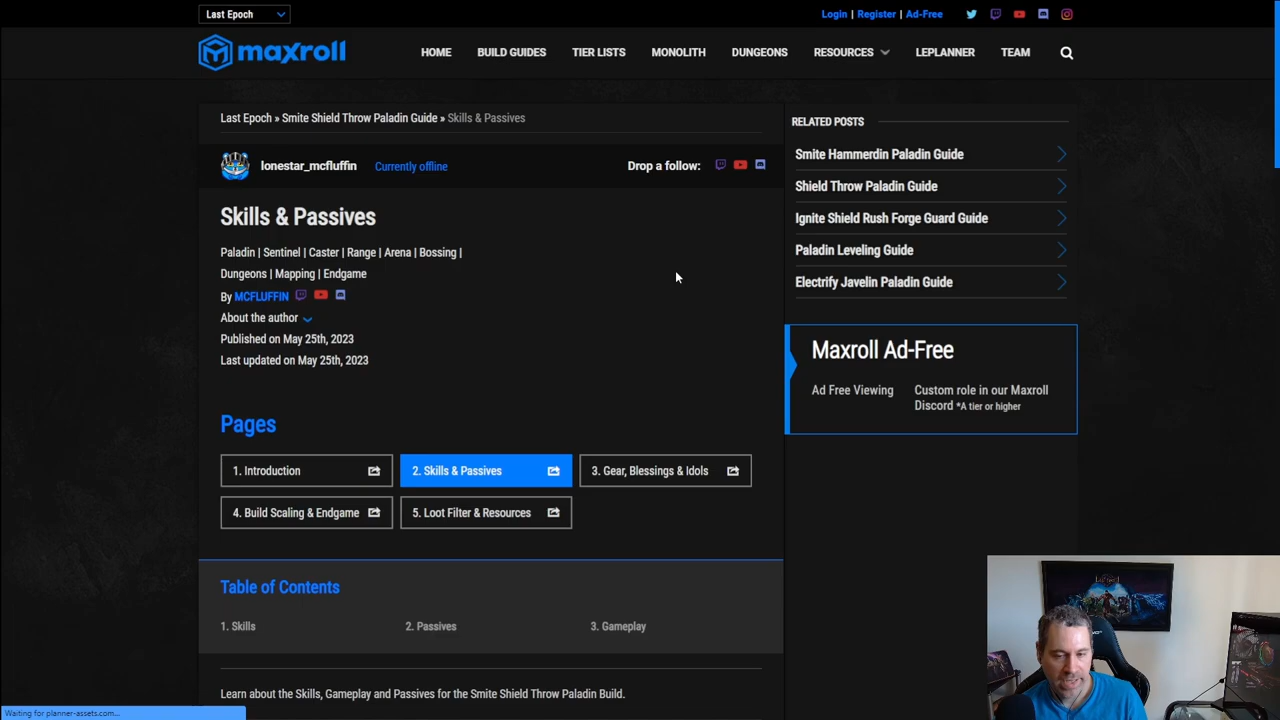 Last Epoch
Login | Register | Ad-Free
maxroll
HOME BUILD GUIDES TIER LISTS MONOLITH DUNGEONS RESOURCES LEPLANNER TEAM
Last Epoch » Smite Shield Throw Paladin Guide » Skills & Passives
lonestar_mcfluffin Currently offline Drop a follow:
Skills & Passives
Paladin | Sentinel | Caster | Range | Arena | Bossing |
Dungeons | Mapping | Endgame
By MCFLUFFIN
About the author
Published on May 25th, 2023
Last updated on May 25th, 2023
Pages
1. Introduction 2. Skills & Passives 3. Gear, Blessings & Idols
4. Build Scaling & Endgame 5. Loot Filter & Resources
Table of Contents
1. Skills 2. Passives 3. Gameplay
Learn about the Skills, Gameplay and Passives for the Smite Shield Throw Paladin Build.
RELATED POSTS
Smite Hammerdin Paladin Guide
Shield Throw Paladin Guide
Ignite Shield Rush Forge Guard Guide
Paladin Leveling Guide
Electrify Javelin Paladin Guide
Maxroll Ad-Free
Ad Free Viewing Custom role in our Maxroll
Discord *A tier or higher
Waiting for planner-assets.com...